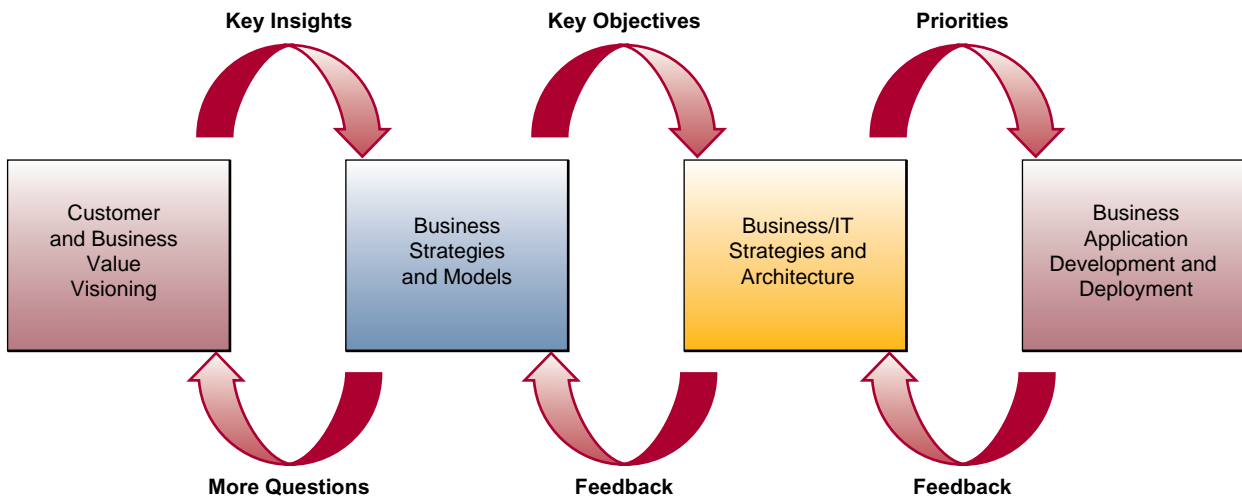 Key Insights
Key Objectives
Priorities
Customer
and Business
Value
Visioning
Business
Strategies
and Models
Business/IT
Strategies and
Architecture
Business
Application
Development and
Deployment
More Questions
Feedback
Feedback